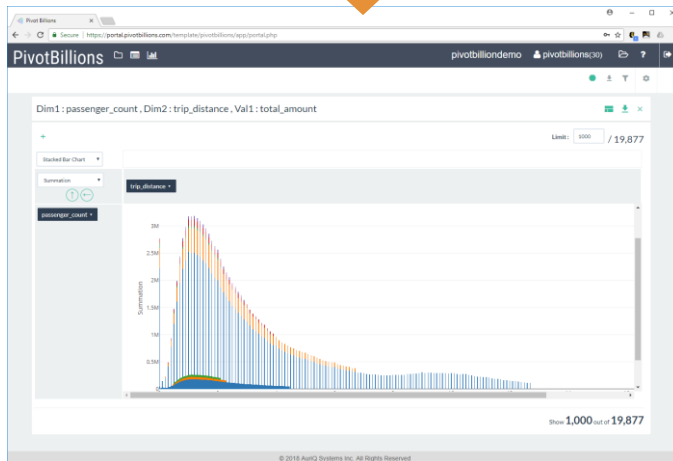 Pivot Billions
Secure | https://portal.pivotbillions.com/template/pivotbillions/app/portal.php
PivotBillions
pivotbilliondemo
pivotbillions(30)
?
Dim1 : passenger_count , Dim2 : trip_distance , Val1 : total_amount
+
Limit : 1000 / 19,877
Stacked Bar Chart
Summation
trip_distance
passenger_count
Summation
3M
2.5M
2M
1.5M
1M
0.5M
Show 1,000 out of 19,877
© 2018 AuriQ Systems Inc. All Rights Reserved